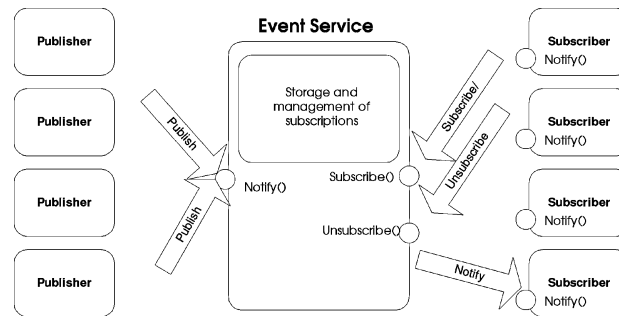 Event Service
Publisher
Publisher
Publisher
Publisher
Publish
Publish
Storage and
management of
subscriptions
Notify()
Subscribe()
Unsubscribe()
Subscribe/
Unsubscribe
Notify
Subscriber
Notify()
Subscriber
Notify()
Subscriber
Notify()
Subscriber
Notify()